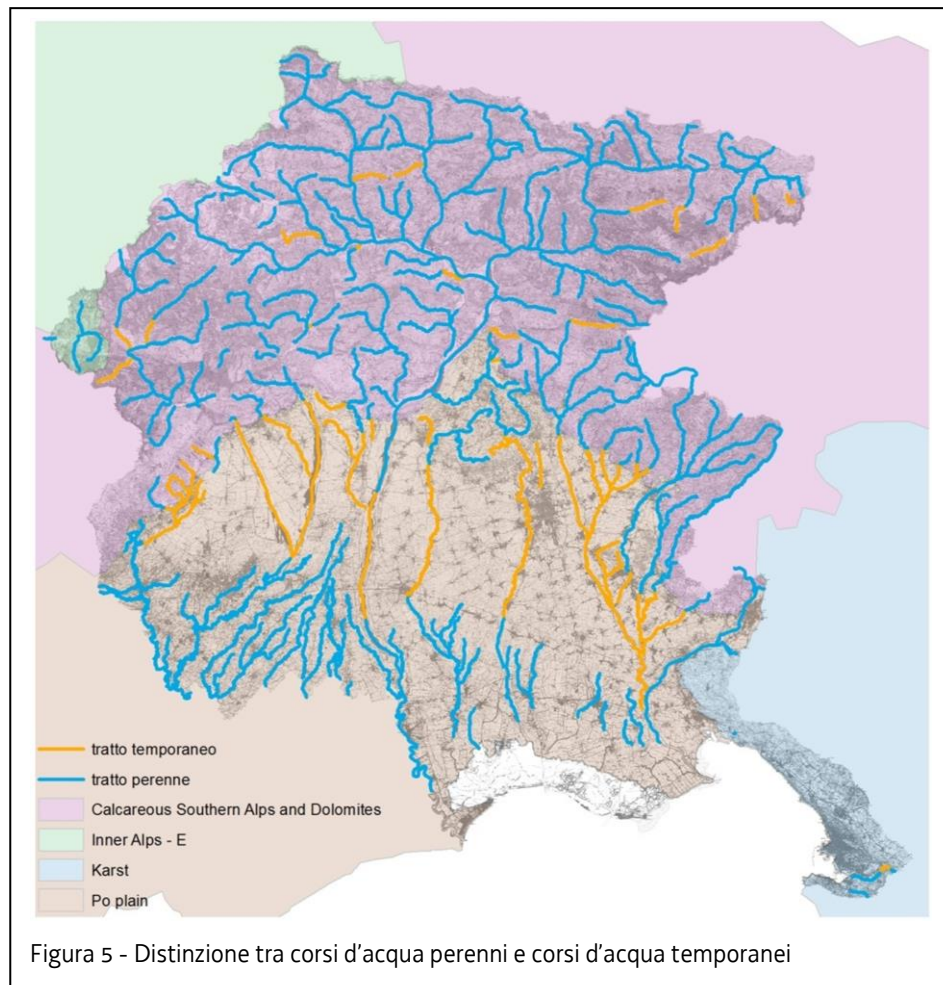 tratto temporaneo
tratto perenne
Calcareous Southern Alps and Dolomites
Inner Alps - E
Karst
Po plain
Figura 5 - Distinzione tra corsi d'acqua perenni e corsi d'acqua temporanei